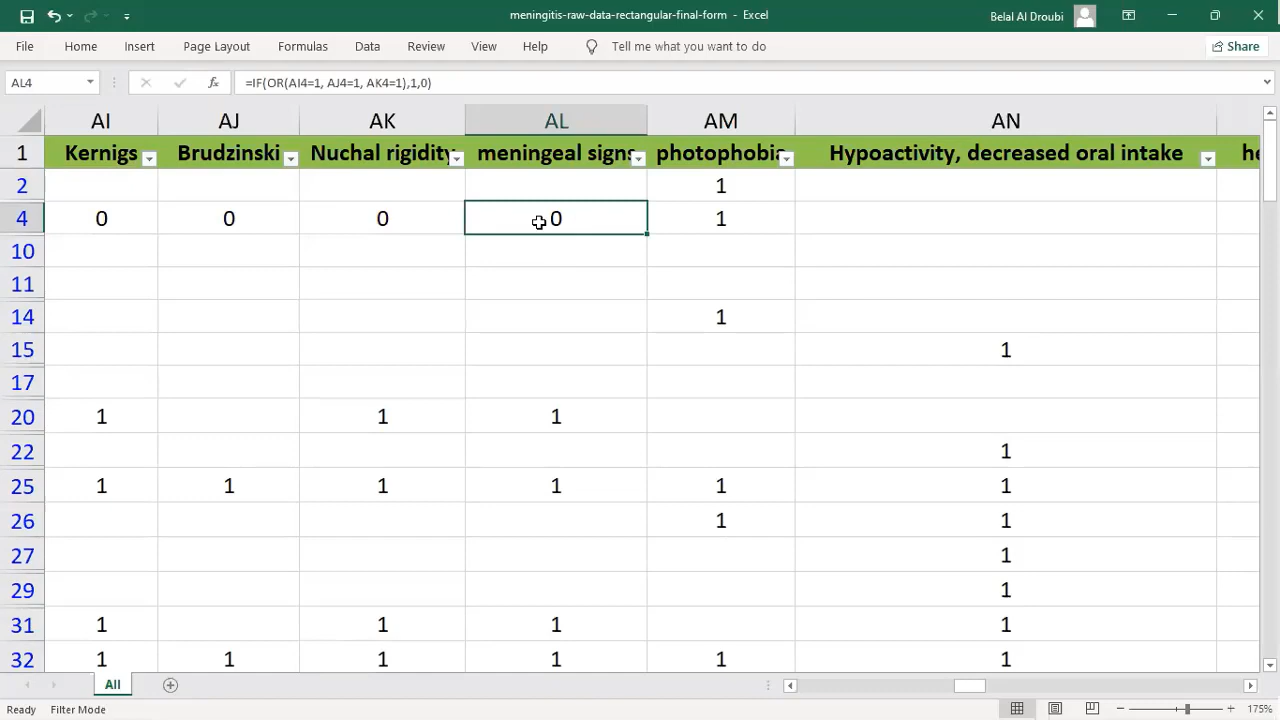 meningitis-raw-data-rectangular-final-form - Excel
Belal Al Droubi
File Home Insert Page Layout Formulas Data Review View Help Tell me what you want to do Share
AL4 fx =IF(OR(AI4=1, AJ4=1, AK4=1),1,0)
AI AJ AK AL AM AN
1 Kernigs Brudzinski Nuchal rigidity meningeal signs photophobia Hypoactivity, decreased oral intake he
2 1
4 0 0 0 0 1
10
11
14 1
15 1
17
20 1 1 1
22 1
25 1 1 1 1 1 1
26 1 1
27 1
29 1
31 1 1 1 1
32 1 1 1 1 1 1
All
Ready Filter Mode 175%